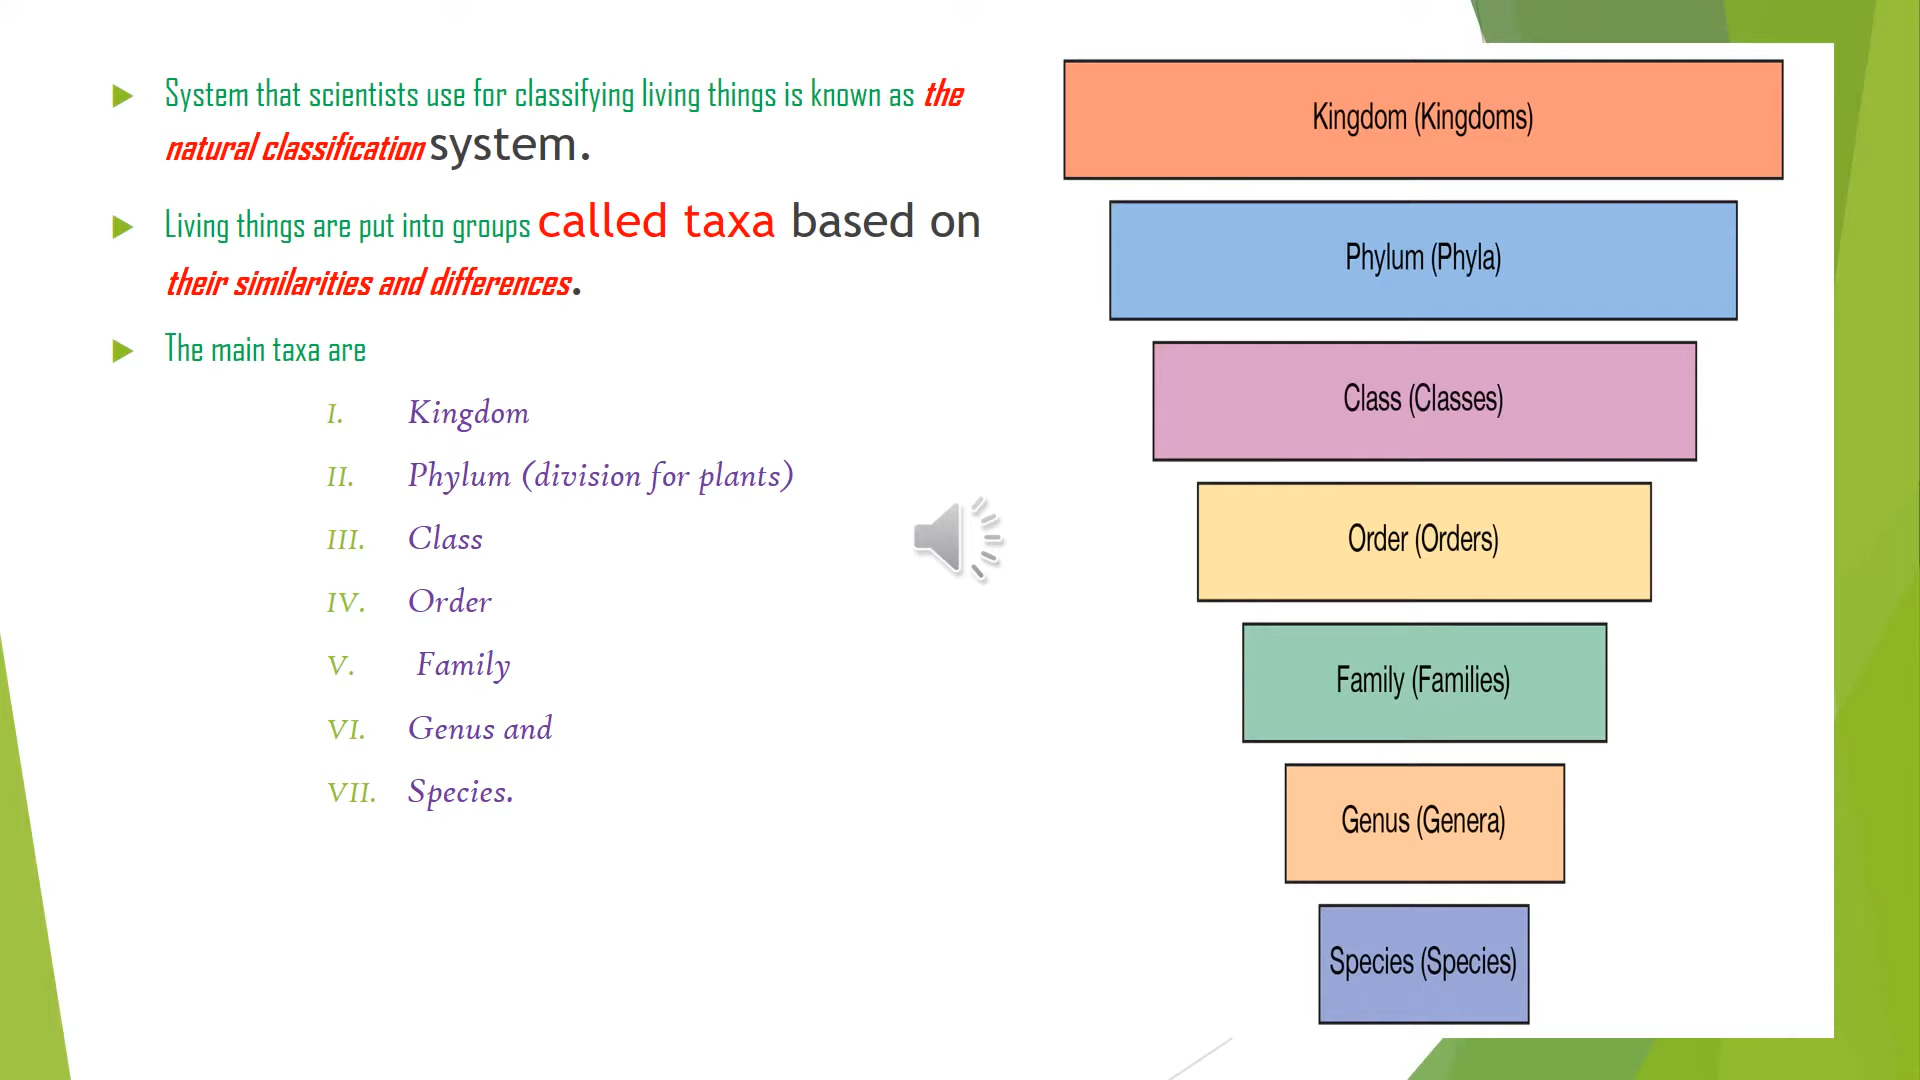 System that scientists use for classifying living things is known as the
natural classification system.
Living things are put into groups called taxa based on
their similarities and differences.
The main taxa are
I. Kingdom
II. Phylum (division for plants)
III. Class
IV. Order
V. Family
VI. Genus and
VII. Species.
Kingdom (Kingdoms)
Phylum (Phyla)
Class (Classes)
Order (Orders)
Family (Families)
Genus (Genera)
Species (Species)